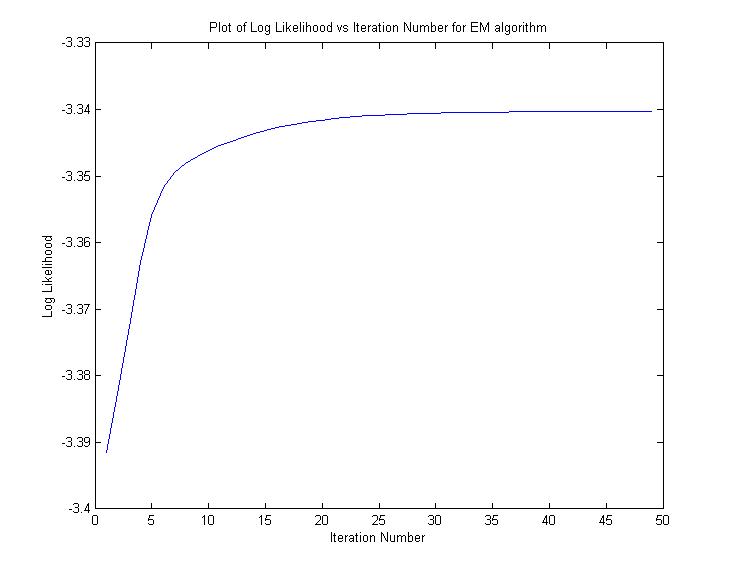 Plot of Log Likelihood vs Iteration Number for EM algorithm
-3.33
-3.34
-3.35
-3.36
-3.37
-3.38
-3.39
-3.4
Log Likelihood
0 5 10 15 20 25 30 35 40 45 50
Iteration Number